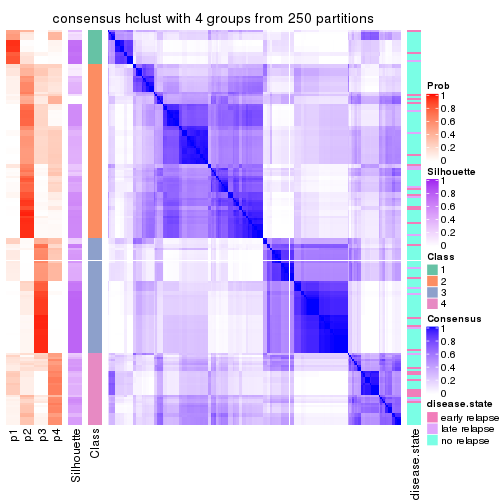 consensus hclust with 4 groups from 250 partitions
Prob
1
0.8
0.6
0.4
0.2
0
Silhouette
1
0.8
0.6
0.4
0.2
0
Class
1
2
3
4
Consensus
1
0.8
0.6
0.4
0.2
0
disease.state
early relapse
late relapse
no relapse
p1
p2
p3
p4
Silhouette
Class
disease.state